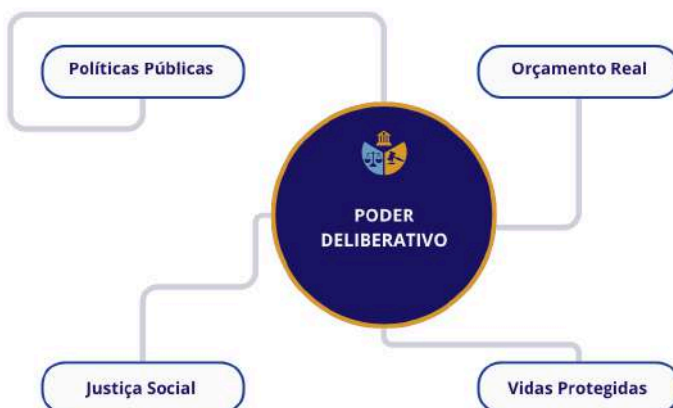 Políticas Públicas
Orçamento Real
PODER
DELIBERATIVO
Justiça Social
Vidas Protegidas